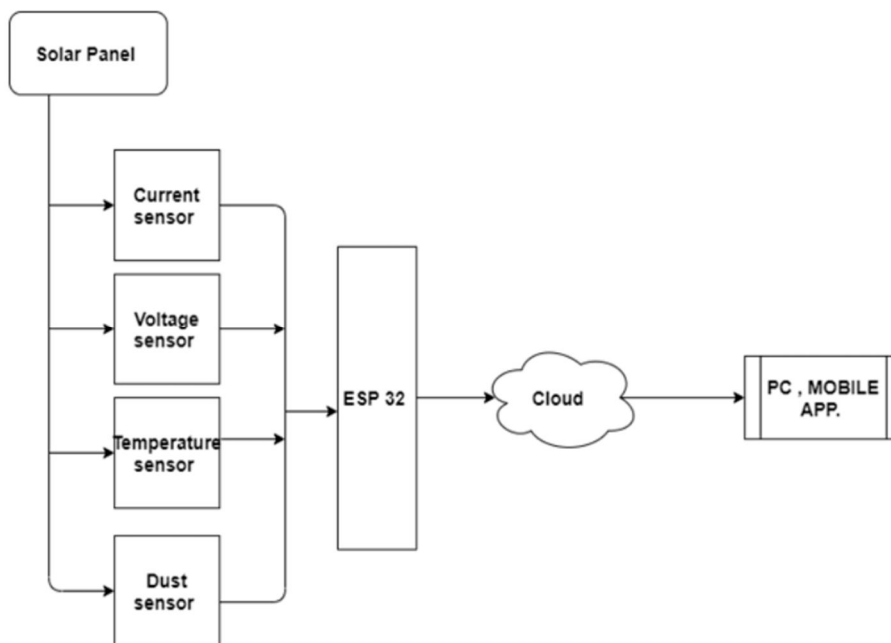 Solar Panel
Current
sensor
Voltage
sensor
Temperature
sensor
Dust
sensor
ESP 32
Cloud
PC , MOBILE
APP.